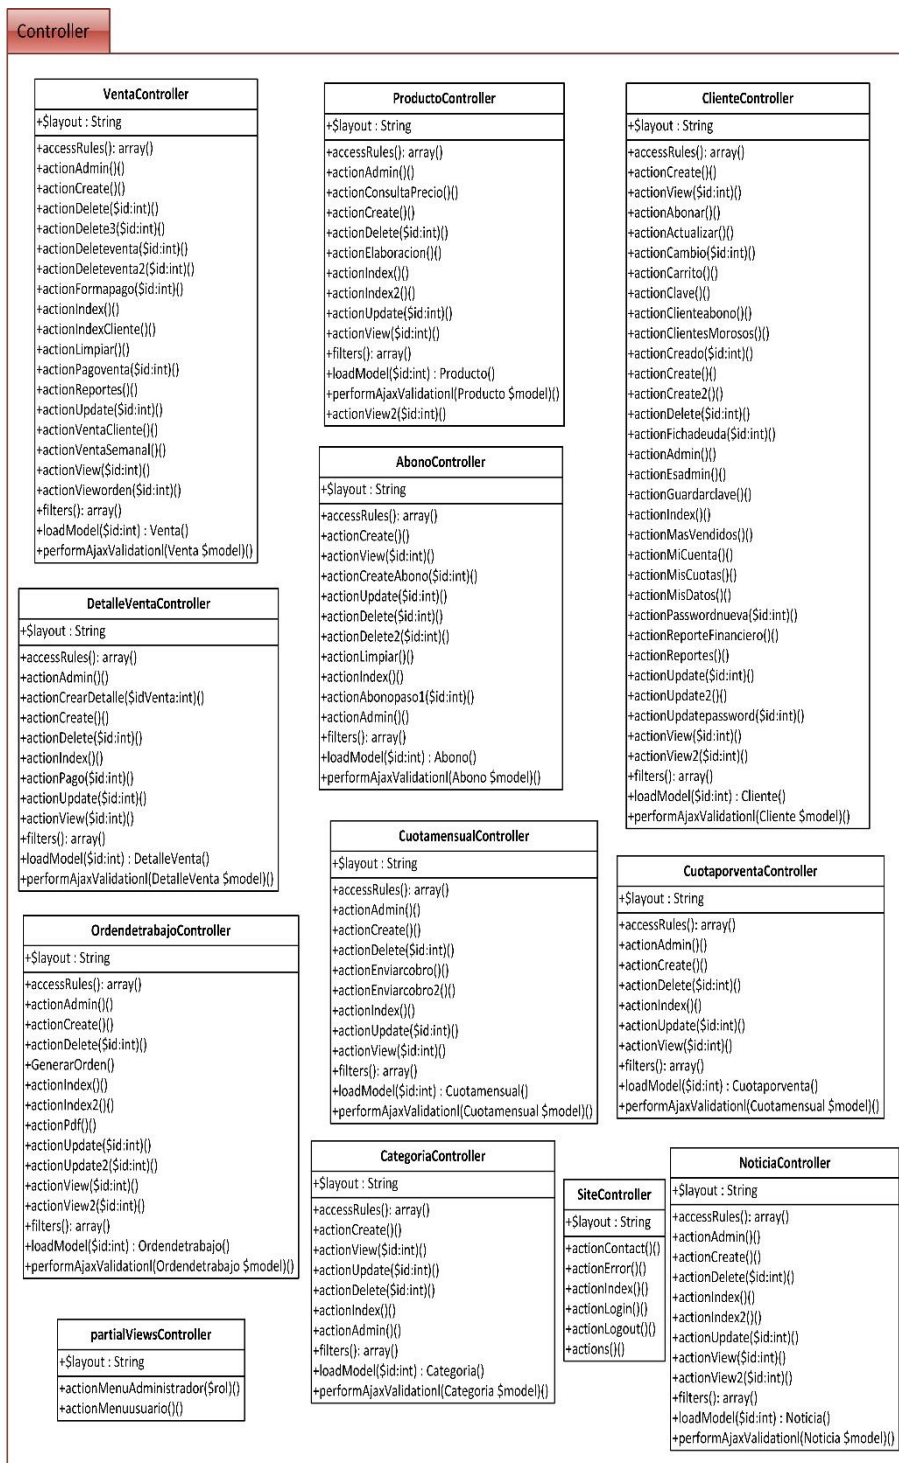 Controller
VentaController
+$layout : String
+accessRules(): array()
+actionAdmin()()
+actionCreate()()
+actionDelete($id:int)()
+actionDelete3($id:int)()
+actionDeleteventa($id:int)()
+actionDeleteventa2($id:int)()
+actionFormapago($id:int)()
+actionIndex()()
+actionIndexCliente()()
+actionLimpiar()()
+actionPagoventa($id:int)()
+actionReportes()()
+actionUpdate($id:int)()
+actionVentaCliente()()
+actionVentaSemanal()()
+actionView($id:int)()
+actionVieworden($id:int)()
+filters(): array()
+loadModel($id:int) : Venta()
+performAjaxValidationl(Venta $model)()
ProductoController
+$layout : String
+accessRules(): array()
+actionAdmin()()
+actionConsultaPrecio()()
+actionCreate()()
+actionDelete($id:int)()
+actionElaboracion()()
+actionIndex()()
+actionIndex2()()
+actionUpdate($id:int)()
+actionView($id:int)()
+filters(): array()
+loadModel($id:int) : Producto()
+performAjaxValidationl(Producto $model)()
+actionView2($id:int)()
ClienteController
+$layout : String
+accessRules(): array()
+actionCreate()()
+actionView($id:int)()
+actionAbonar()()
+actionActualizar()()
+actionCambio($id:int)()
+actionCarrito()()
+actionClave()()
+actionClienteabono()()
+actionClientesMorosos()()
+actionCreado($id:int)()
+actionCreate()()
+actionCreate2()()
+actionDelete($id:int)()
+actionFichadeuda($id:int)()
+actionAdmin()()
+actionEsadmin()()
+actionGuardarclave()()
+actionIndex()()
+actionMasVendidos()()
+actionMiCuenta()()
+actionMisCuotas()()
+actionMisDatos()()
+actionPasswordnueva($id:int)()
+actionReporteFinanciero()()
+actionReportes()()
+actionUpdate($id:int)()
+actionUpdate2()()
+actionUpdatepassword($id:int)()
+actionView($id:int)()
+actionView2($id:int)()
+filters(): array()
+loadModel($id:int) : Cliente()
+performAjaxValidationl(Cliente $model)()
AbonoController
+$layout : String
+accessRules(): array()
+actionCreate()()
+actionView($id:int)()
+actionCreateAbono($id:int)()
+actionUpdate($id:int)()
+actionDelete($id:int)()
+actionDelete2($id:int)()
+actionLimpiar()()
+actionIndex()()
+actionAbonopaso1($id:int)()
+actionAdmin()()
+filters(): array()
+loadModel($id:int) : Abono()
+performAjaxValidationl(Abono $model)()
DetalleVentaController
+$layout : String
+accessRules(): array()
+actionAdmin()()
+actionCrearDetalle($idVenta:int)()
+actionCreate()()
+actionDelete($id:int)()
+actionIndex()()
+actionPago($id:int)()
+actionUpdate($id:int)()
+actionView($id:int)()
+filters(): array()
+loadModel($id:int) : DetalleVenta()
+performAjaxValidationl(DetalleVenta $model)()
CuotamensualController
+$layout : String
+accessRules(): array()
+actionAdmin()()
+actionCreate()()
+actionDelete($id:int)()
+actionEnviarcobro()()
+actionEnviarcobro2()()
+actionIndex()()
+actionUpdate($id:int)()
+actionView($id:int)()
+filters(): array()
+loadModel($id:int) : Cuotamensual()
+performAjaxValidationl(Cuotamensual $model)()
CuotaporventaController
+$layout : String
+accessRules(): array()
+actionAdmin()()
+actionCreate()()
+actionDelete($id:int)()
+actionIndex()()
+actionUpdate($id:int)()
+actionView($id:int)()
+filters(): array()
+loadModel($id:int) : Cuotaporventa()
+performAjaxValidationl(Cuotamensual $model)()
OrdendetrabajoController
+$layout : String
+accessRules(): array()
+actionAdmin()()
+actionCreate()()
+actionDelete($id:int)()
+GenerarOrden()
+actionIndex()()
+actionIndex2()()
+actionPdf()()
+actionUpdate($id:int)()
+actionUpdate2($id:int)()
+actionView($id:int)()
+actionView2($id:int)()
+filters(): array()
+loadModel($id:int) : Ordendetrabajo()
+performAjaxValidationl(Ordendetrabajo $model)()
CategoriaController
+$layout : String
+accessRules(): array()
+actionCreate()()
+actionView($id:int)()
+actionUpdate($id:int)()
+actionDelete($id:int)()
+actionIndex()()
+actionAdmin()()
+filters(): array()
+loadModel($id:int) : Categoria()
+performAjaxValidationl(Categoria $model)()
SiteController
+$layout : String
+actionContact()()
+actionError()()
+actionIndex()()
+actionLogin()()
+actionLogout()()
+actions()()
NoticiaController
+$layout : String
+accessRules(): array()
+actionAdmin()()
+actionCreate()()
+actionDelete($id:int)()
+actionIndex()()
+actionIndex2()()
+actionUpdate($id:int)()
+actionView($id:int)()
+actionView2($id:int)()
+filters(): array()
+loadModel($id:int) : Noticia()
+performAjaxValidationl(Noticia $model)()
partialViewsController
+$layout : String
+actionMenuAdministrador($rol)()
+actionMenuusuario()()